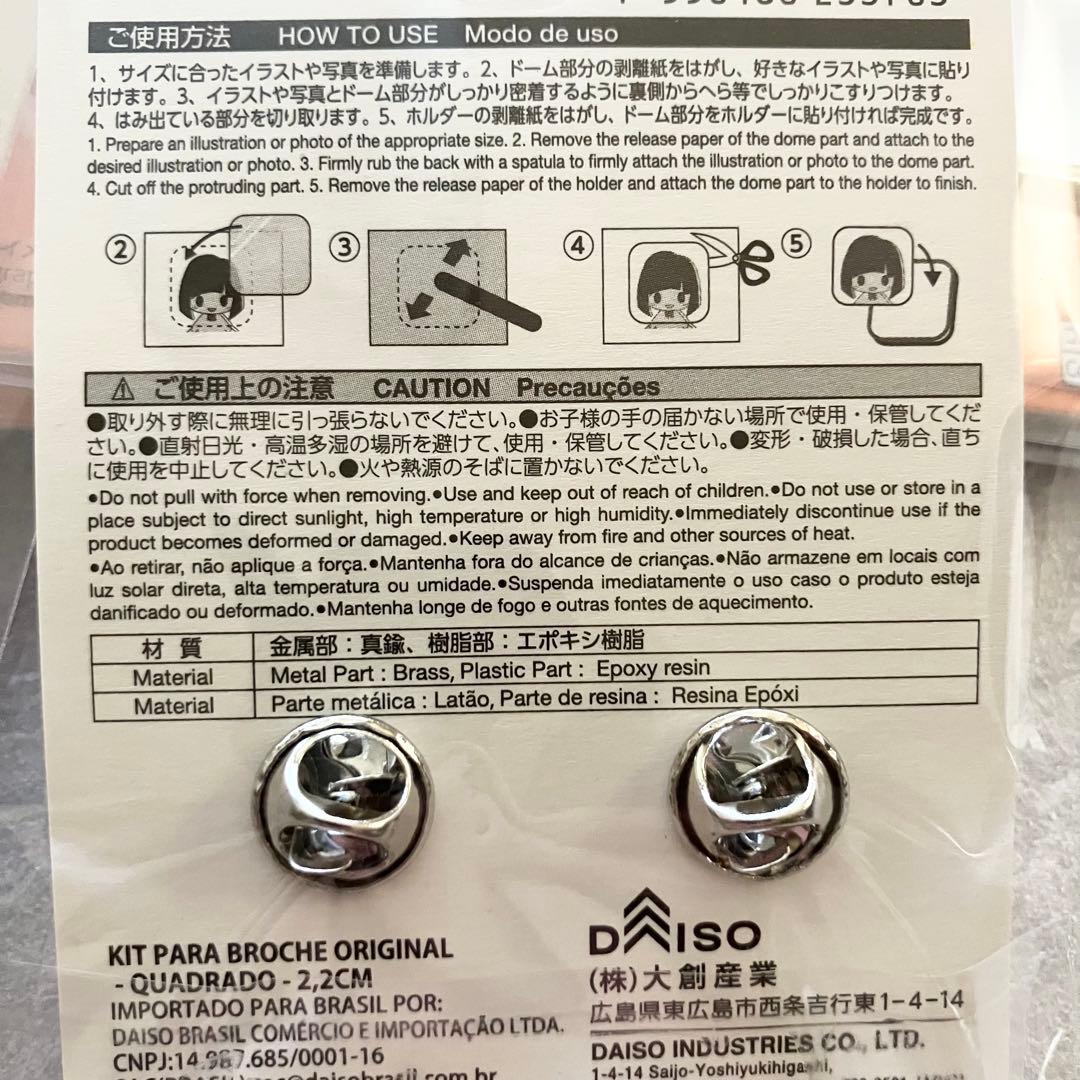 ご使用方法 HOW TO USE Modo de uso
1、サイズに合ったイラストや写真を準備します。2、ドーム部分の剥離紙をはがし、好きなイラストや写真に貼り
付けます。3、イラストや写真とドーム部分がしっかり密着するように裏側からへら等でしっかりこすりつけます。
4、はみ出ている部分を切り取ります。5、ホルダーの剥離紙をはがし、ドーム部分をホルダーに貼り付ければ完成です。
1. Prepare an illustration or photo of the appropriate size. 2. Remove the release paper of the dome part and attach to the
desired illustration or photo. 3. Firmly rub the back with a spatula to firmly attach the illustration or photo to the dome part.
4. Cut off the protruding part. 5. Remove the release paper of the holder and attach the dome part to the holder to finish.
② ③ ④ ⑤
⚠ ご使用上の注意 CAUTION Precauções
●取り外す際に無理に引っ張らないでください。●お子様の手の届かない場所で使用・保管してくだ
さい。●直射日光・高温多湿の場所を避けて、使用・保管してください。●変形・破損した場合、直ち
に使用を中止してください。●火や熱源のそばに置かないでください。
●Do not pull with force when removing.●Use and keep out of reach of children.●Do not use or store in a
place subject to direct sunlight, high temperature or high humidity.●Immediately discontinue use if the
product becomes deformed or damaged.●Keep away from fire and other sources of heat.
●Ao retirar, não aplique a força.●Mantenha fora do alcance de crianças.●Não armazene em locais com
luz solar direta, alta temperatura ou umidade.●Suspenda imediatamente o uso caso o produto esteja
danificado ou deformado.●Mantenha longe de fogo e outras fontes de aquecimento.
材 質 金属部：真鍮、樹脂部：エポキシ樹脂
Material Metal Part : Brass, Plastic Part : Epoxy resin
Material Parte metálica : Latão, Parte de resina : Resina Epóxi
KIT PARA BROCHE ORIGINAL
- QUADRADO - 2,2CM
IMPORTADO PARA BRASIL POR:
DAISO BRASIL COMÉRCIO E IMPORTAÇÃO LTDA.
CNPJ:14.987.685/0001-16
DAISO
(株)大創産業
広島県東広島市西条吉行東1-4-14
DAISO INDUSTRIES CO., LTD.
1-4-14 Saijo-Yoshiyukihigashi,